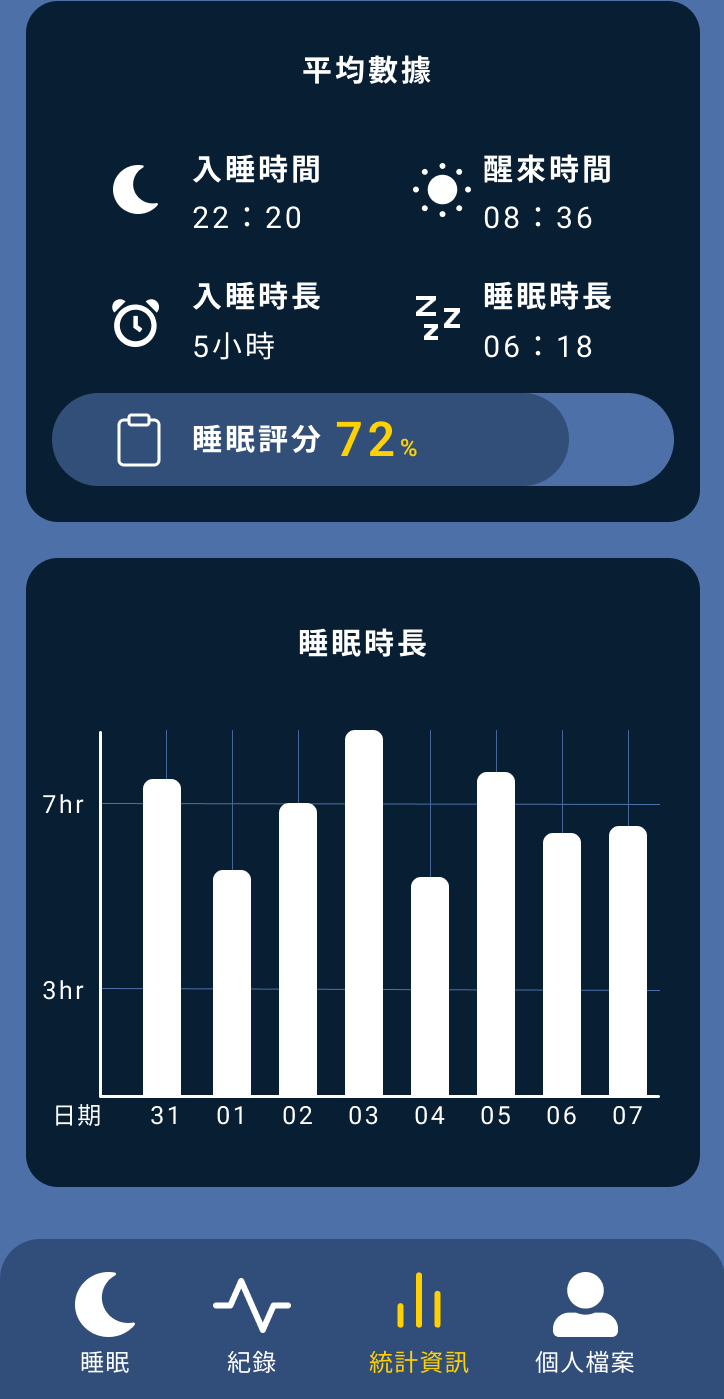 平均數據
入睡時間
22：20
醒來時間
08：36
入睡時長
5小時
睡眠時長
06：18
睡眠評分 72%
睡眠時長
7hr
3hr
日期 31 01 02 03 04 05 06 07
睡眠 紀錄 統計資訊 個人檔案